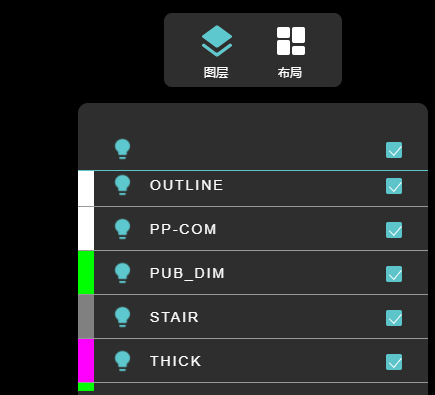 图层 布局
OUTLINE
PP-COM
PUB_DIM
STAIR
THICK